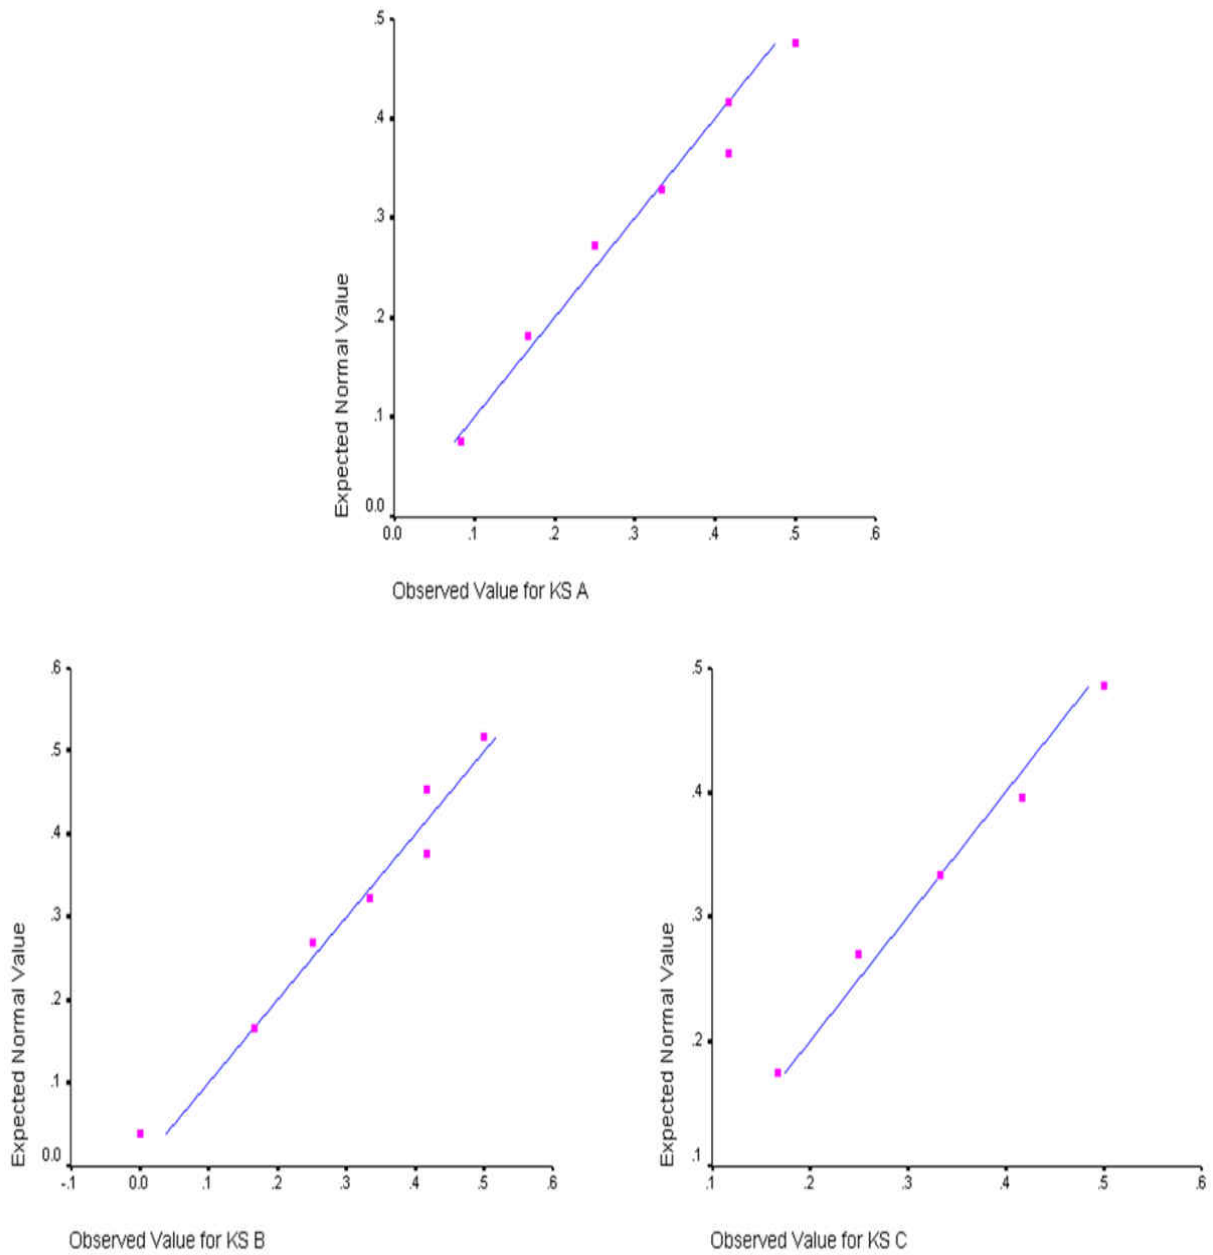 .5
.4
.3
.2
.1
0.0
Expected Normal Value
0.0 .1 .2 .3 .4 .5 .6
Observed Value for KS A
.6
.5
.4
.3
.2
.1
0.0
Expected Normal Value
-.1 0.0 .1 .2 .3 .4 .5 .6
Observed Value for KS B
.5
.4
.3
.2
.1
Expected Normal Value
.1 .2 .3 .4 .5 .6
Observed Value for KS C